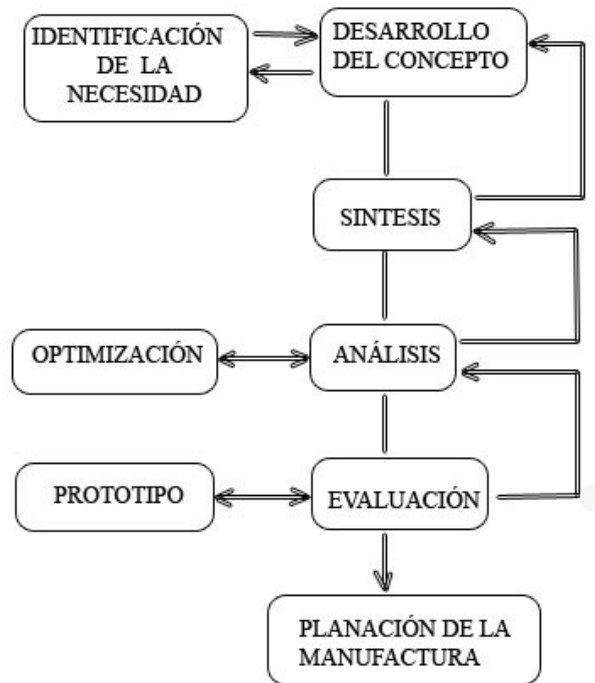 IDENTIFICACIÓN
DE LA
NECESIDAD
DESARROLLO
DEL CONCEPTO
SINTESIS
OPTIMIZACIÓN
ANÁLISIS
PROTOTIPO
EVALUACIÓN
PLANACIÓN DE LA
MANUFACTURA